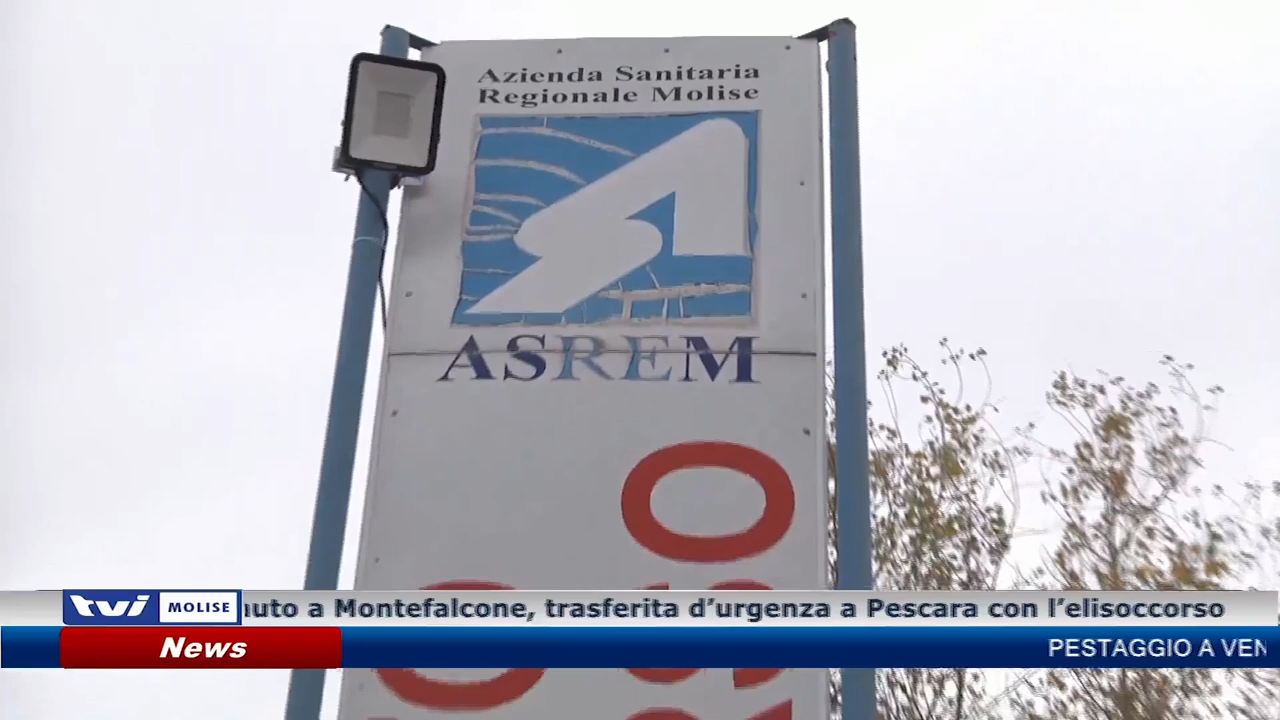 Azienda Sanitaria
Regionale Molise
ASREM
tvi MOLISE
a Montefalcone, trasferita d’urgenza a Pescara con l’elisoccorso
News
PESTAGGIO A